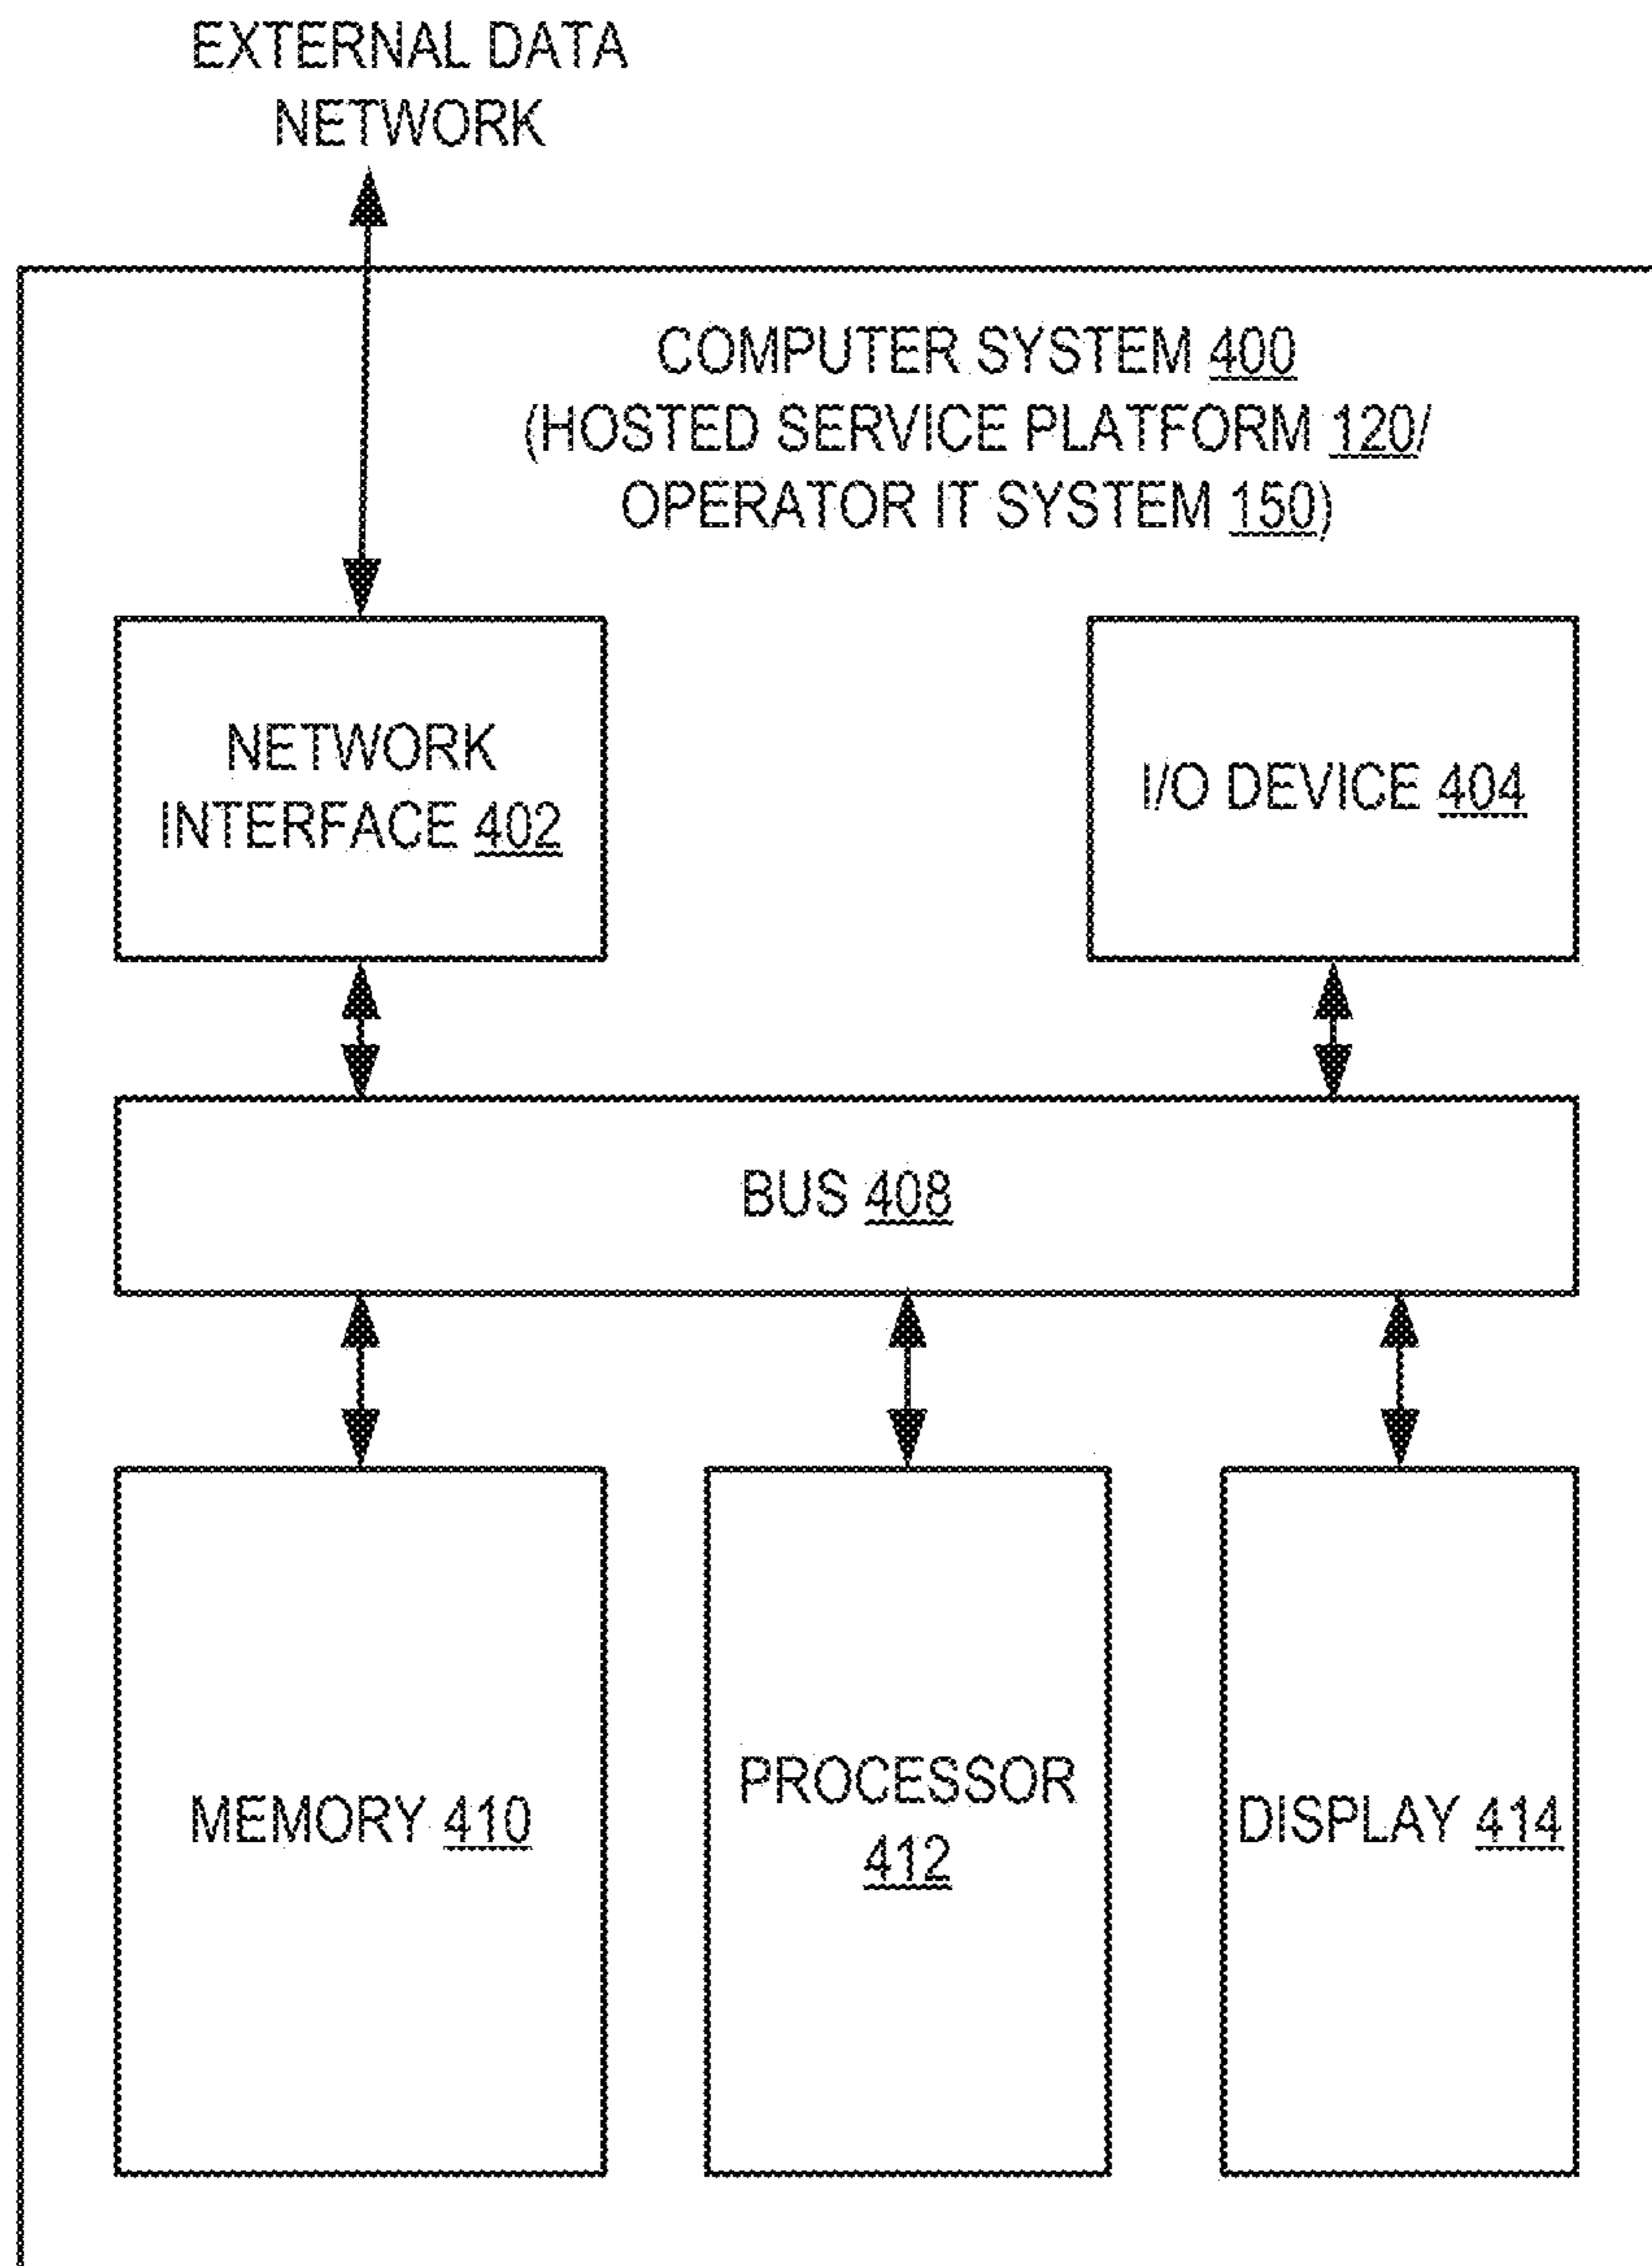 EXTERNAL DATA
NETWORK
COMPUTER SYSTEM 400
(HOSTED SERVICE PLATFORM 120/
OPERATOR IT SYSTEM 150)
NETWORK
INTERFACE 402
I/O DEVICE 404
BUS 408
MEMORY 410
PROCESSOR
412
DISPLAY 414